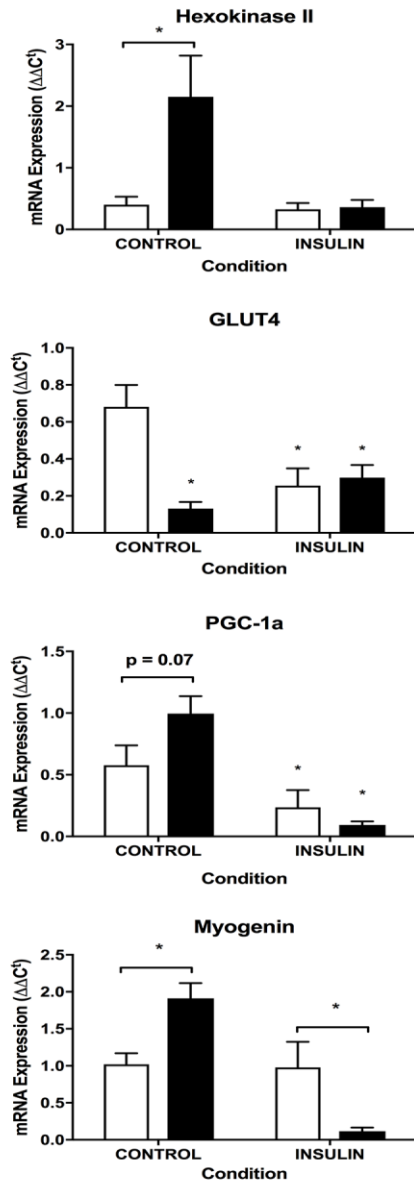 Hexokinase II
mRNA Expression (ΔΔCᵗ)
3
2
1
0
*
CONTROL INSULIN
Condition
GLUT4
mRNA Expression (ΔΔCᵗ)
1.0
0.8
0.6
0.4
0.2
0.0
* * *
CONTROL INSULIN
Condition
PGC-1a
mRNA Expression (ΔΔCᵗ)
1.5
1.0
0.5
0.0
p = 0.07
* *
CONTROL INSULIN
Condition
Myogenin
mRNA Expression (ΔΔCᵗ)
2.5
2.0
1.5
1.0
0.5
0.0
* *
CONTROL INSULIN
Condition